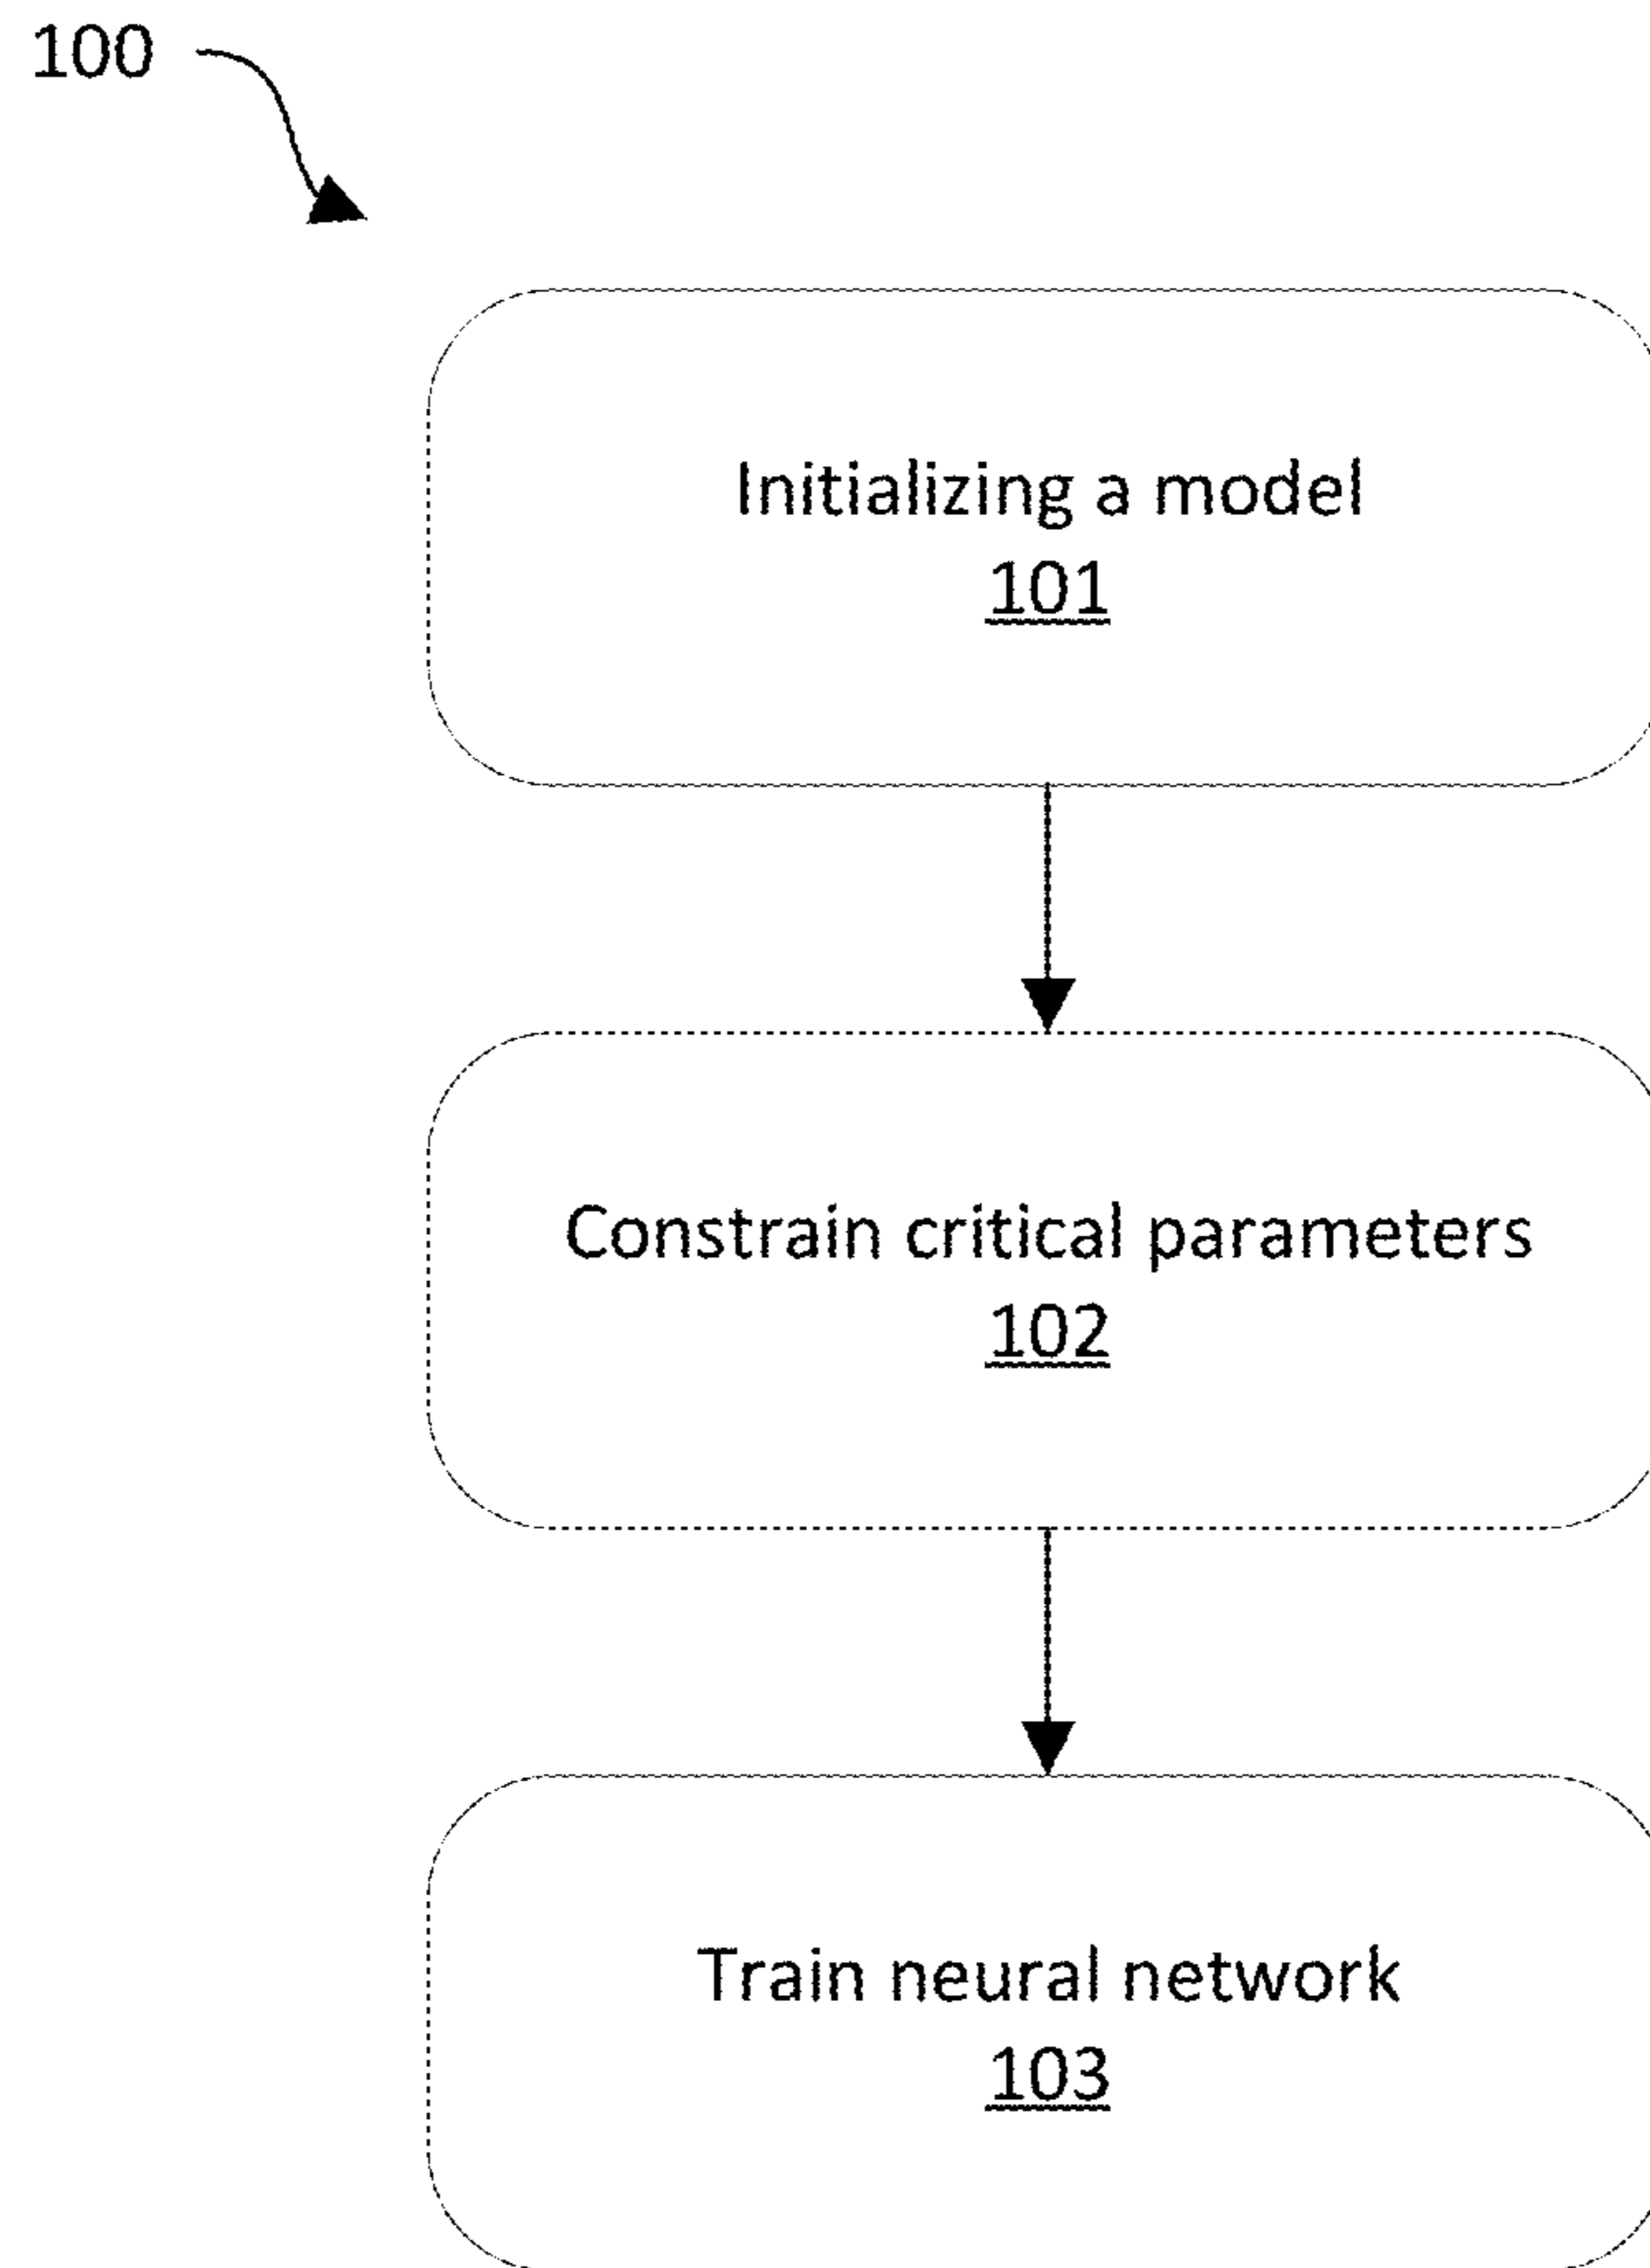 100
Initializing a model
101
Constrain critical parameters
102
Train neural network
103